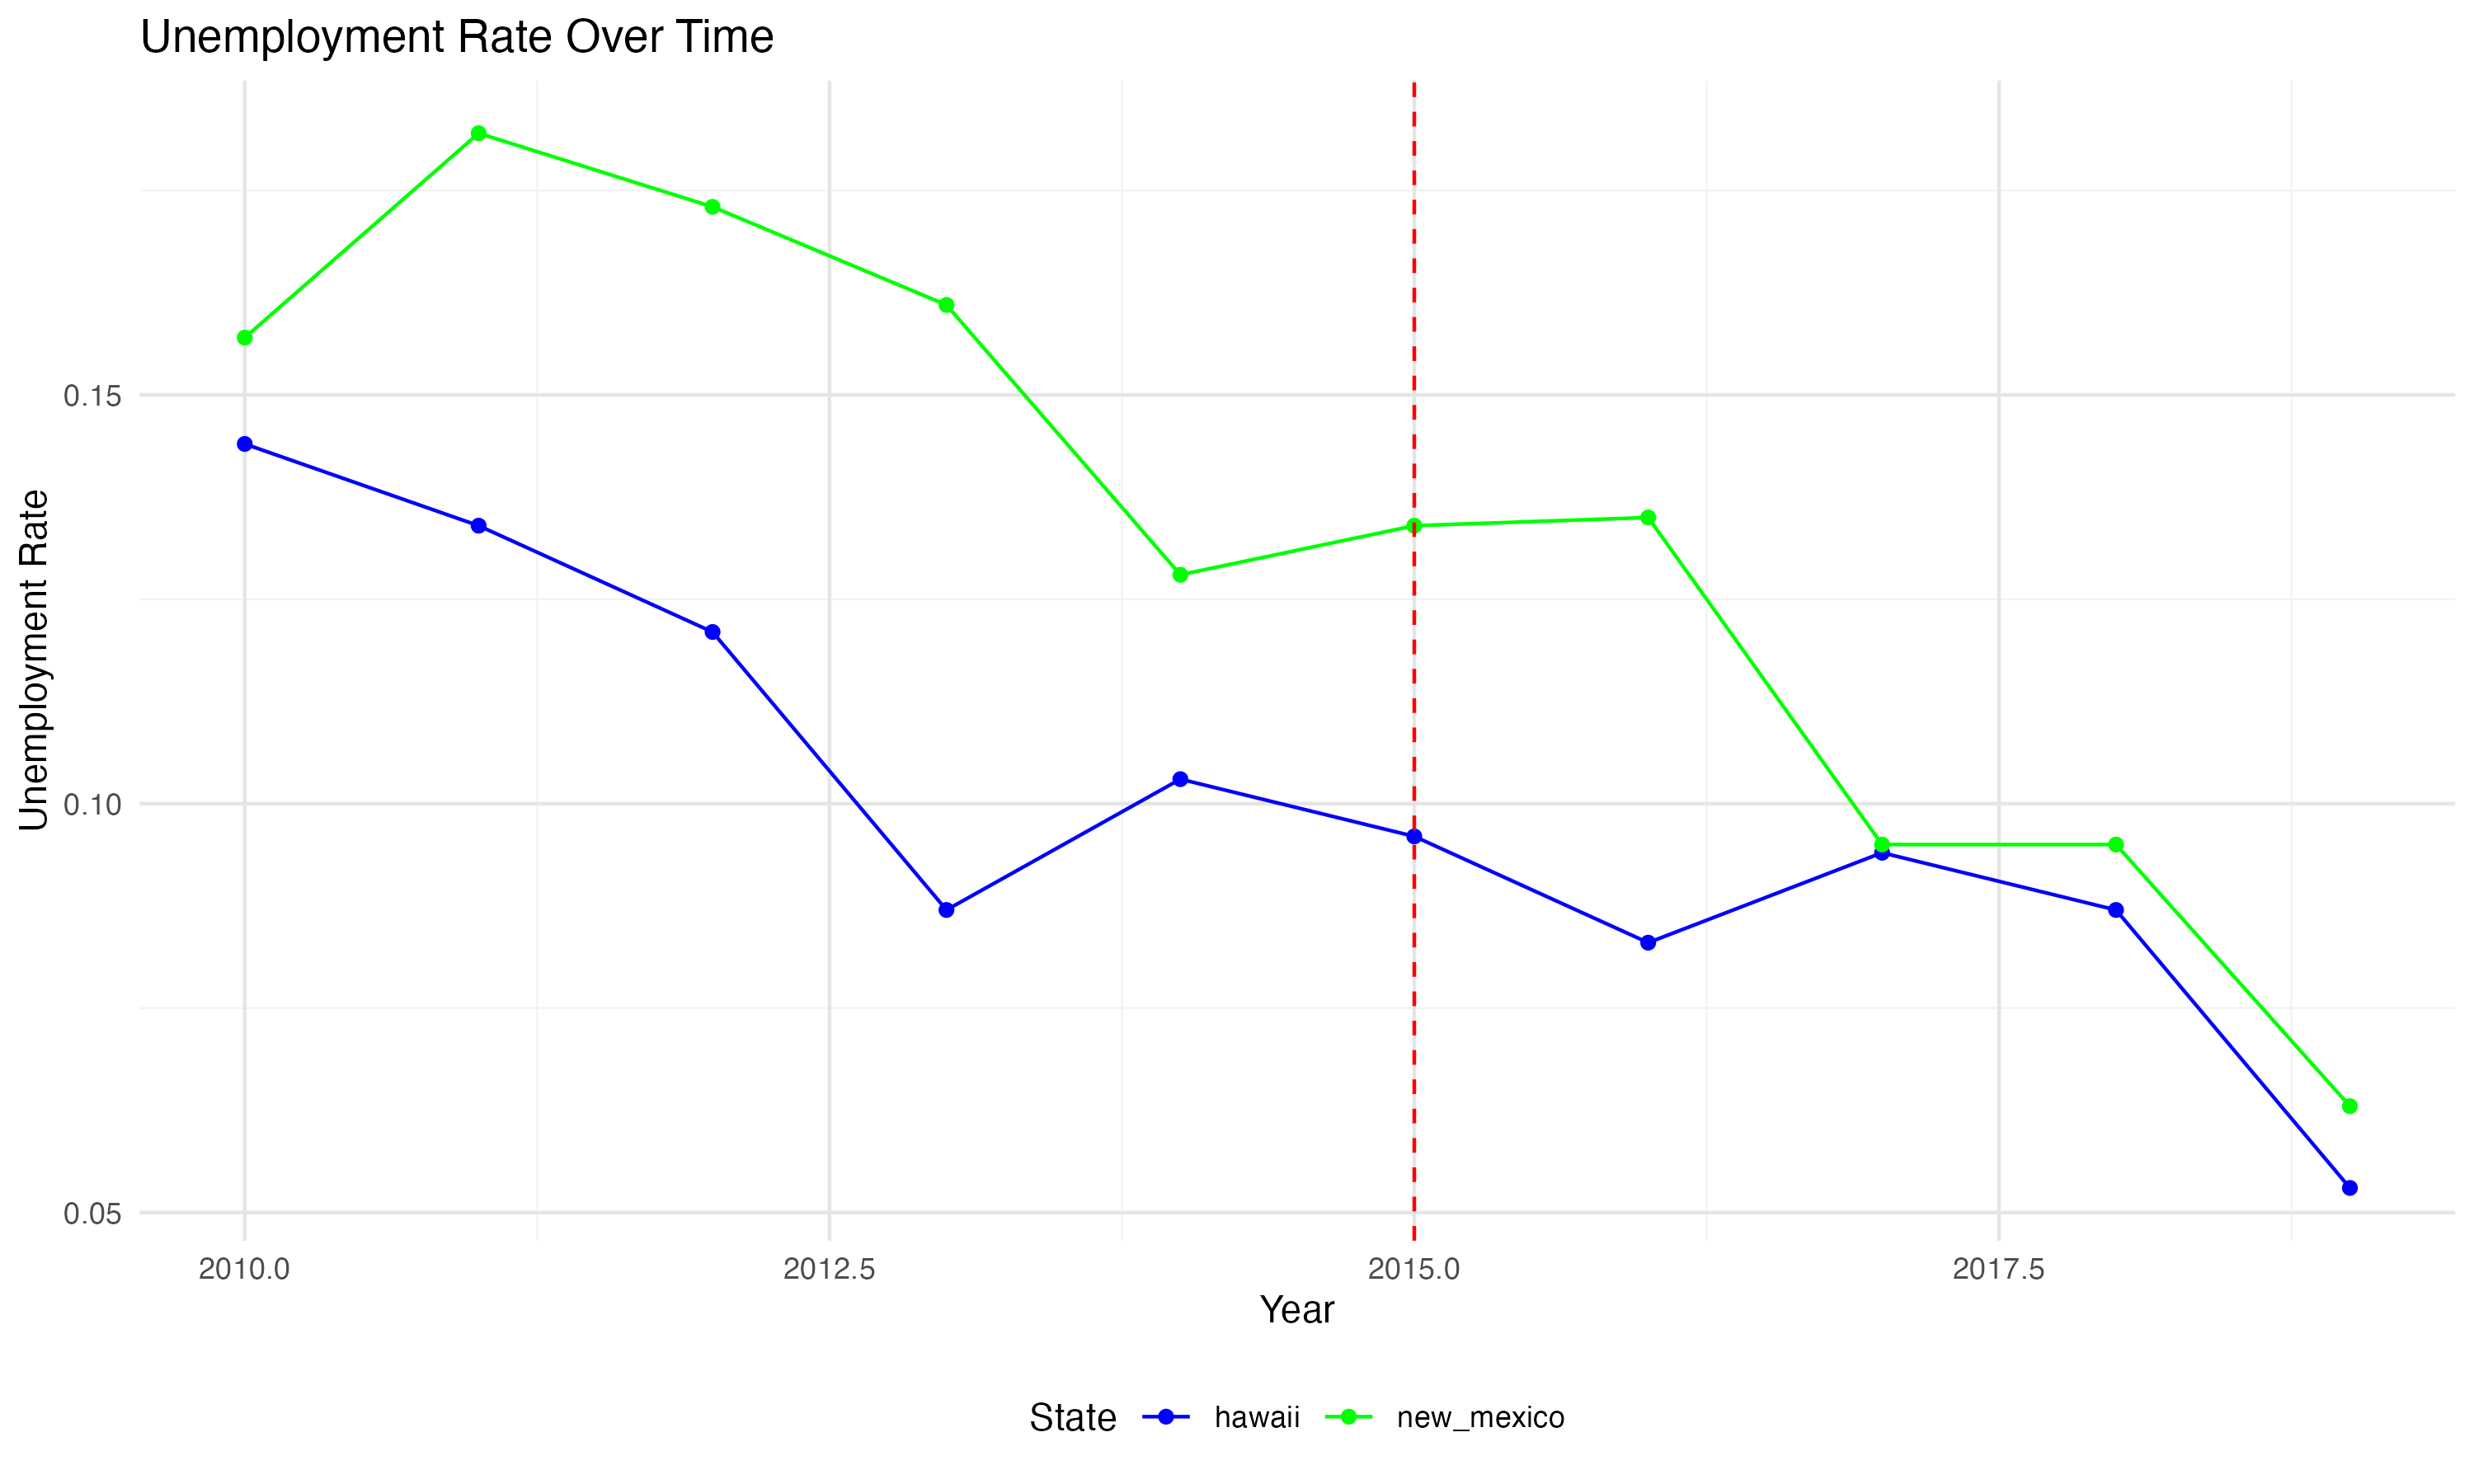 Unemployment Rate Over Time
Unemployment Rate
0.15
0.10
0.05
2010.0 2012.5 2015.0 2017.5
Year
State hawaii new_mexico